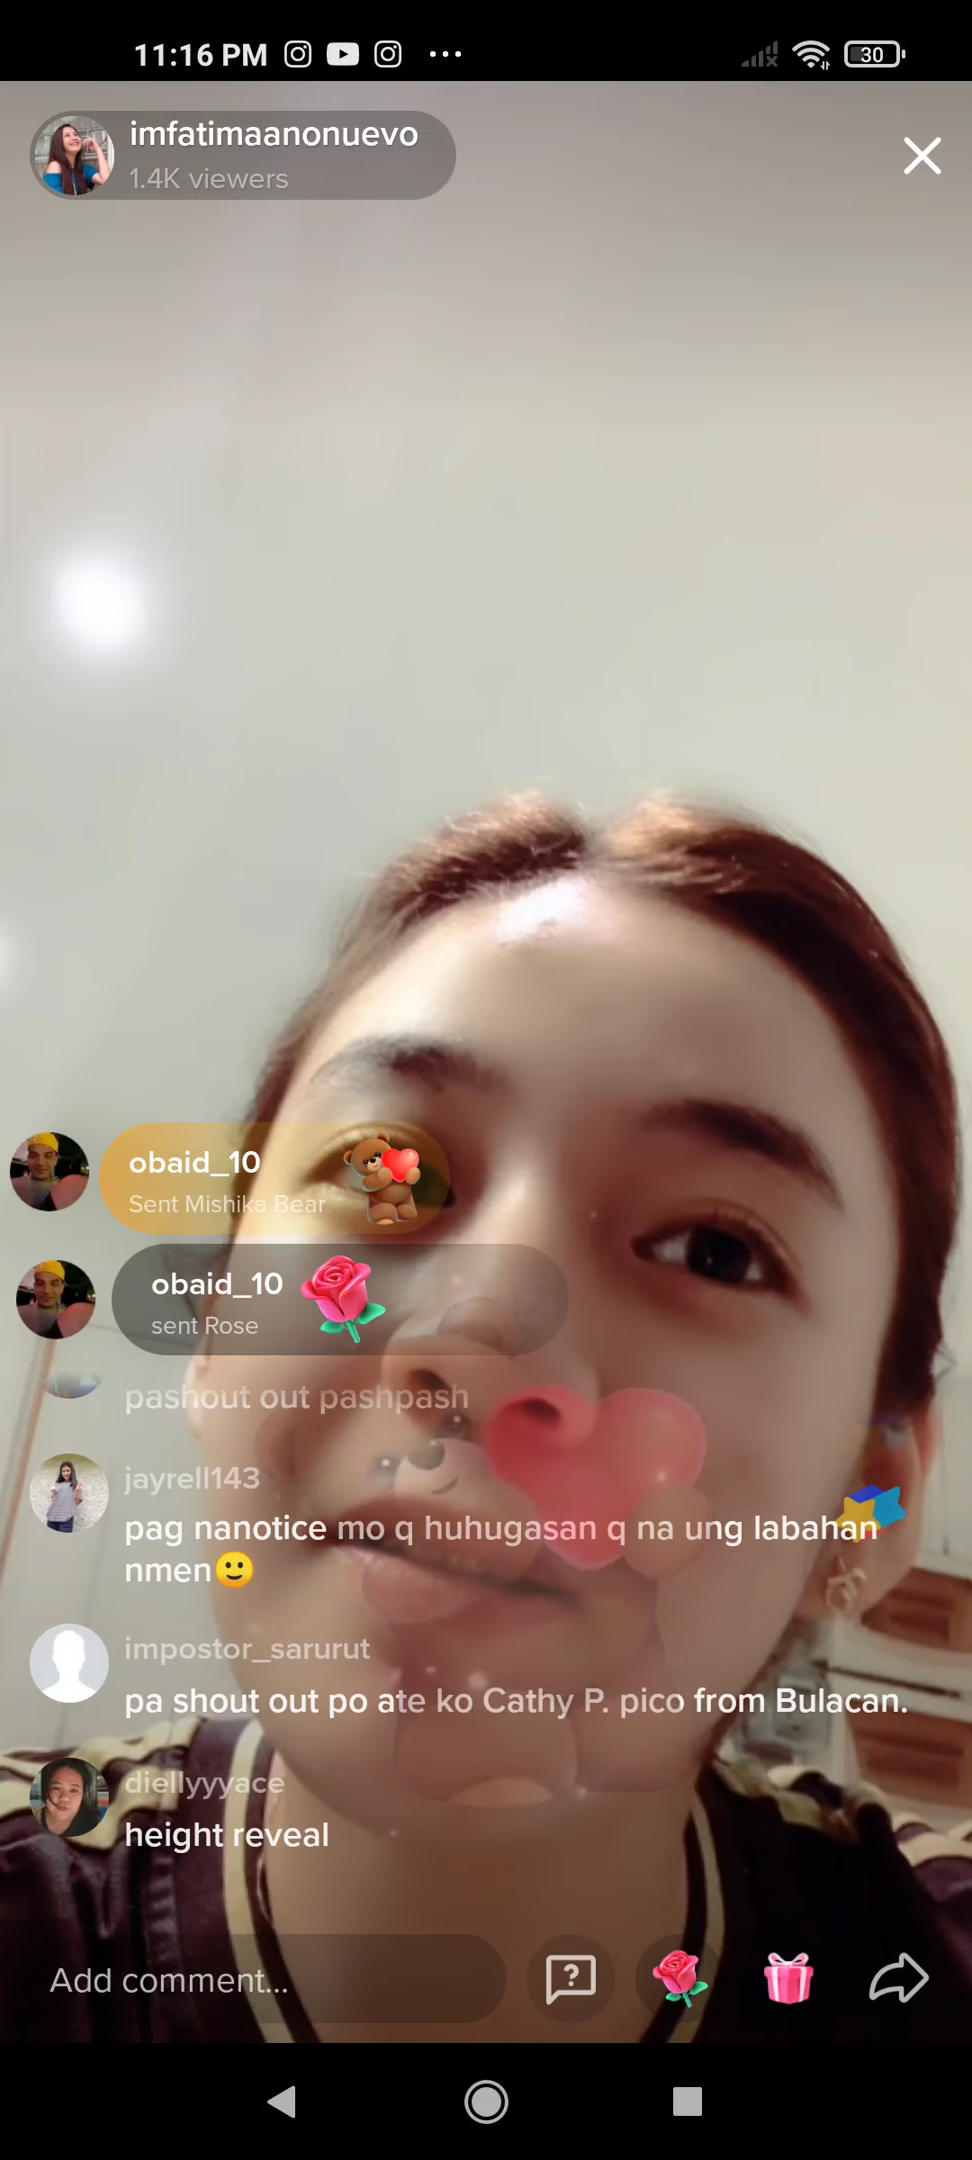 11:16 PM
30
imfatimaanonuevo
1.4K viewers
obaid_10
Sent Mishika Bear
obaid_10
sent Rose
pashout out pashpash
jayrell143
pag nanotice mo q huhugasan q na ung labahan
nmen🙂
impostor_sarurut
pa shout out po ate ko Cathy P. pico from Bulacan.
diellyyyace
height reveal
Add comment...